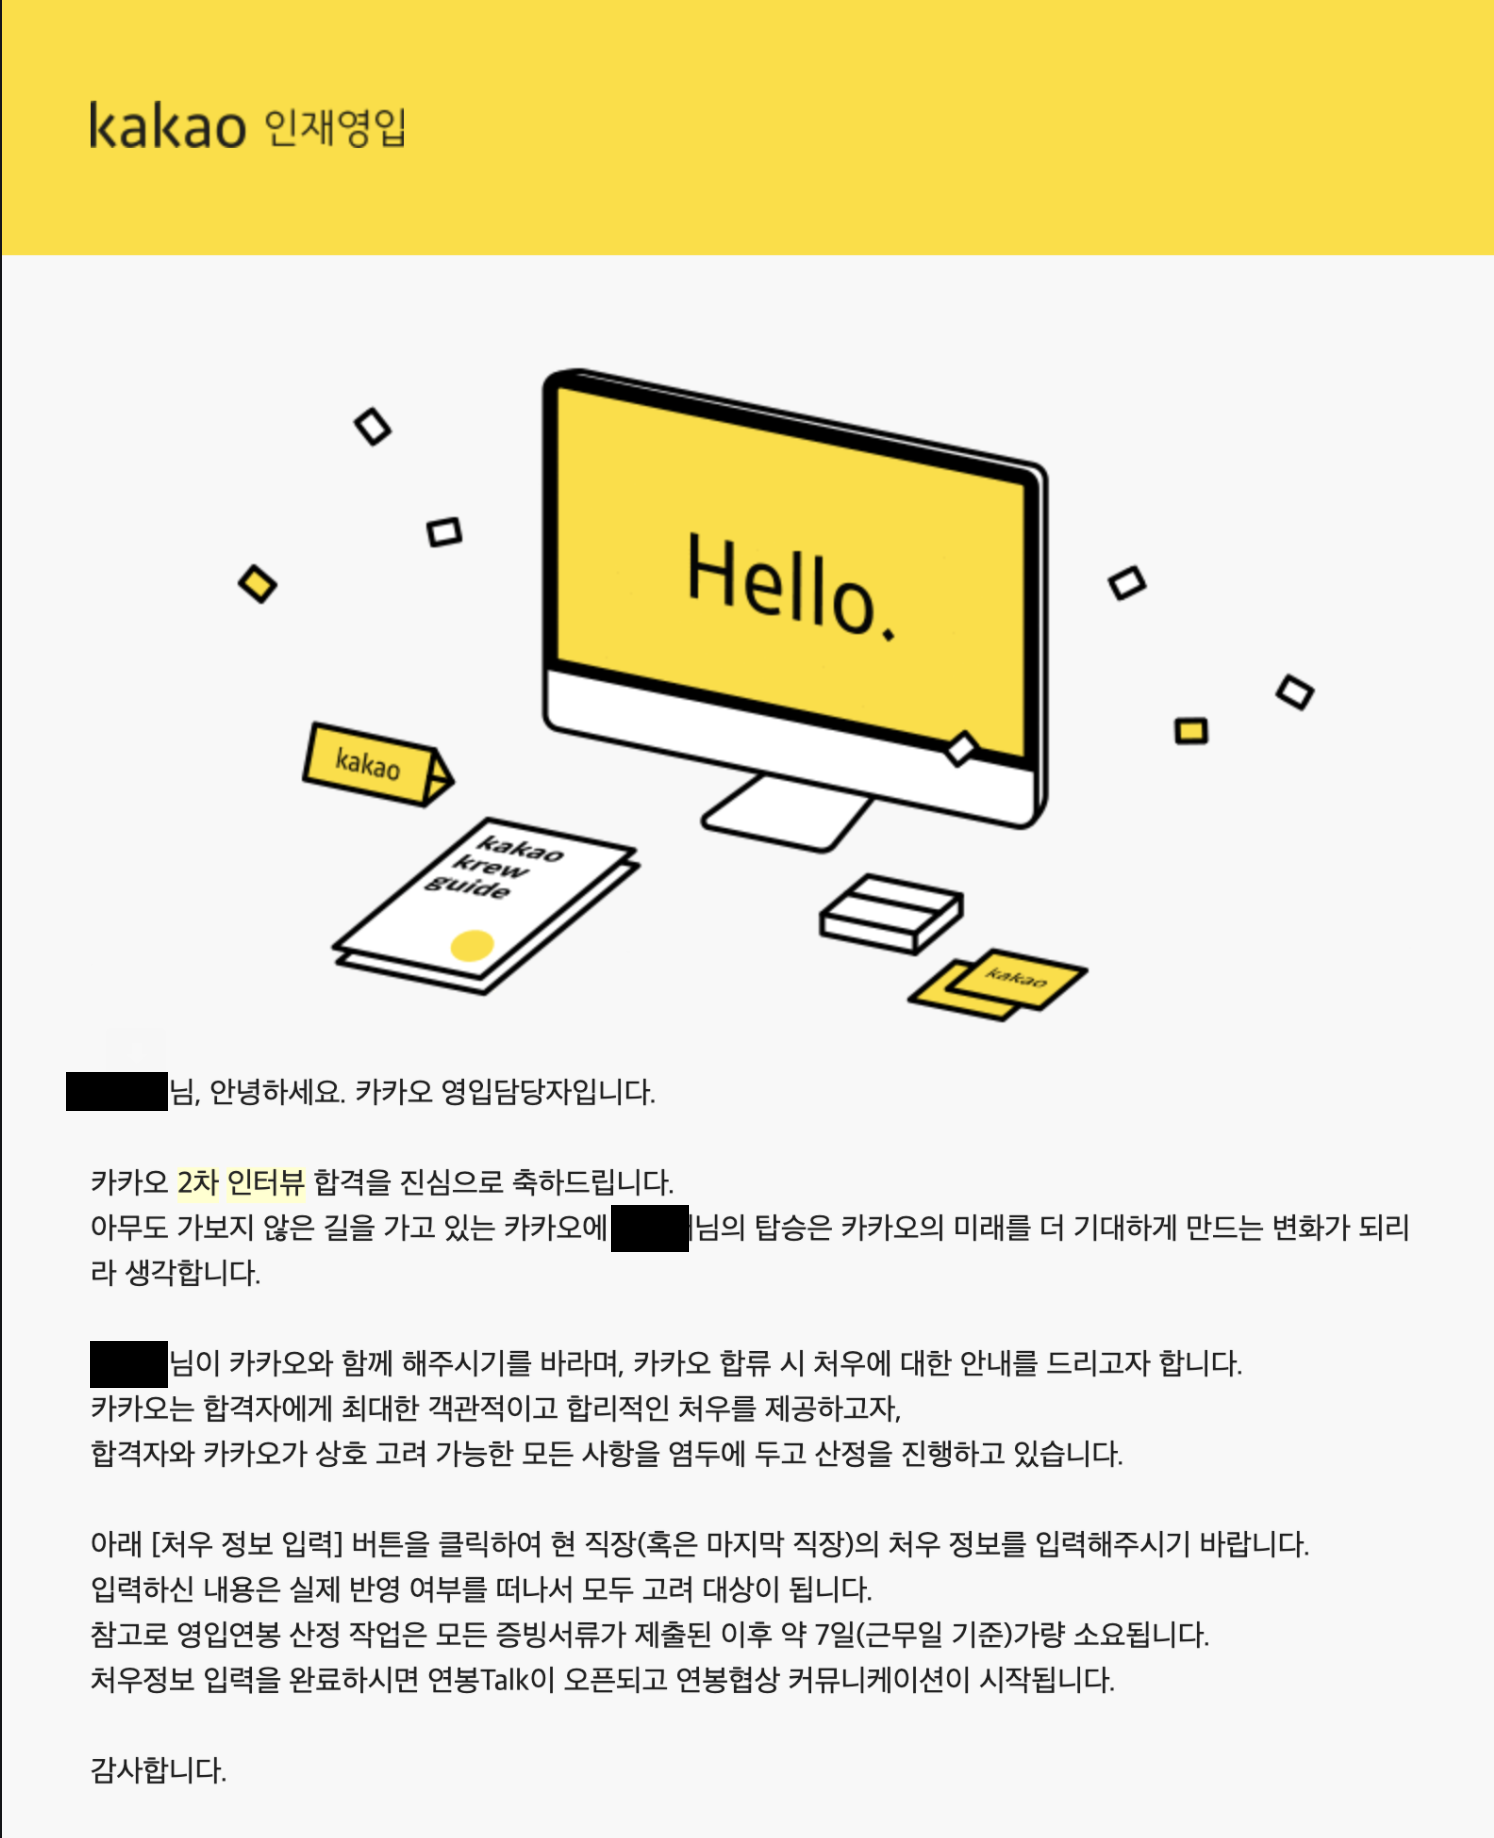 kakao 인재영입
Hello.
kakao
kakao
krew
guide
kakao
님, 안녕하세요. 카카오 영입담당자입니다.
카카오 2차 인터뷰 합격을 진심으로 축하드립니다.
아무도 가보지 않은 길을 가고 있는 카카오에 님의 탑승은 카카오의 미래를 더 기대하게 만드는 변화가 되리
라 생각합니다.
님이 카카오와 함께 해주시기를 바라며, 카카오 합류 시 처우에 대한 안내를 드리고자 합니다.
카카오는 합격자에게 최대한 객관적이고 합리적인 처우를 제공하고자,
합격자와 카카오가 상호 고려 가능한 모든 사항을 염두에 두고 산정을 진행하고 있습니다.
아래 [처우 정보 입력] 버튼을 클릭하여 현 직장(혹은 마지막 직장)의 처우 정보를 입력해주시기 바랍니다.
입력하신 내용은 실제 반영 여부를 떠나서 모두 고려 대상이 됩니다.
참고로 영입연봉 산정 작업은 모든 증빙서류가 제출된 이후 약 7일(근무일 기준)가량 소요됩니다.
처우정보 입력을 완료하시면 연봉Talk이 오픈되고 연봉협상 커뮤니케이션이 시작됩니다.
감사합니다.